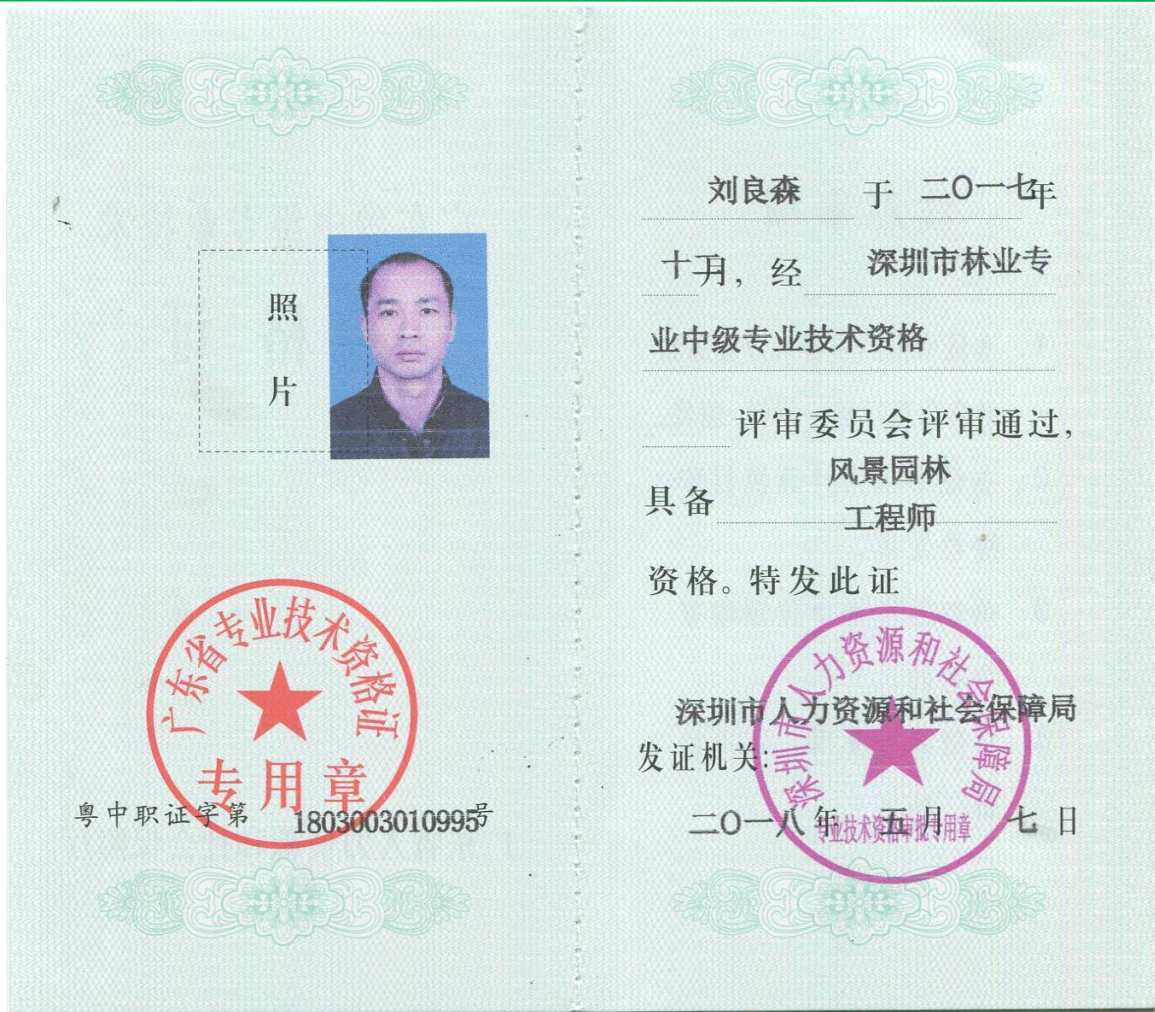 照
片
广东省专业技术资格证
专用章
粤中职证字第 1803003010995号
刘良森 于 二〇一七年
十二月, 经 深圳市林业专
业中级专业技术资格
评审委员会评审通过,
风景园林
具备
工程师
资格。特发此证
深圳市人力资源和社会保障局
深圳市人力资源和社会保障局
发证机关:
二〇一八年 五月 七日
专业技术资格审批专用章